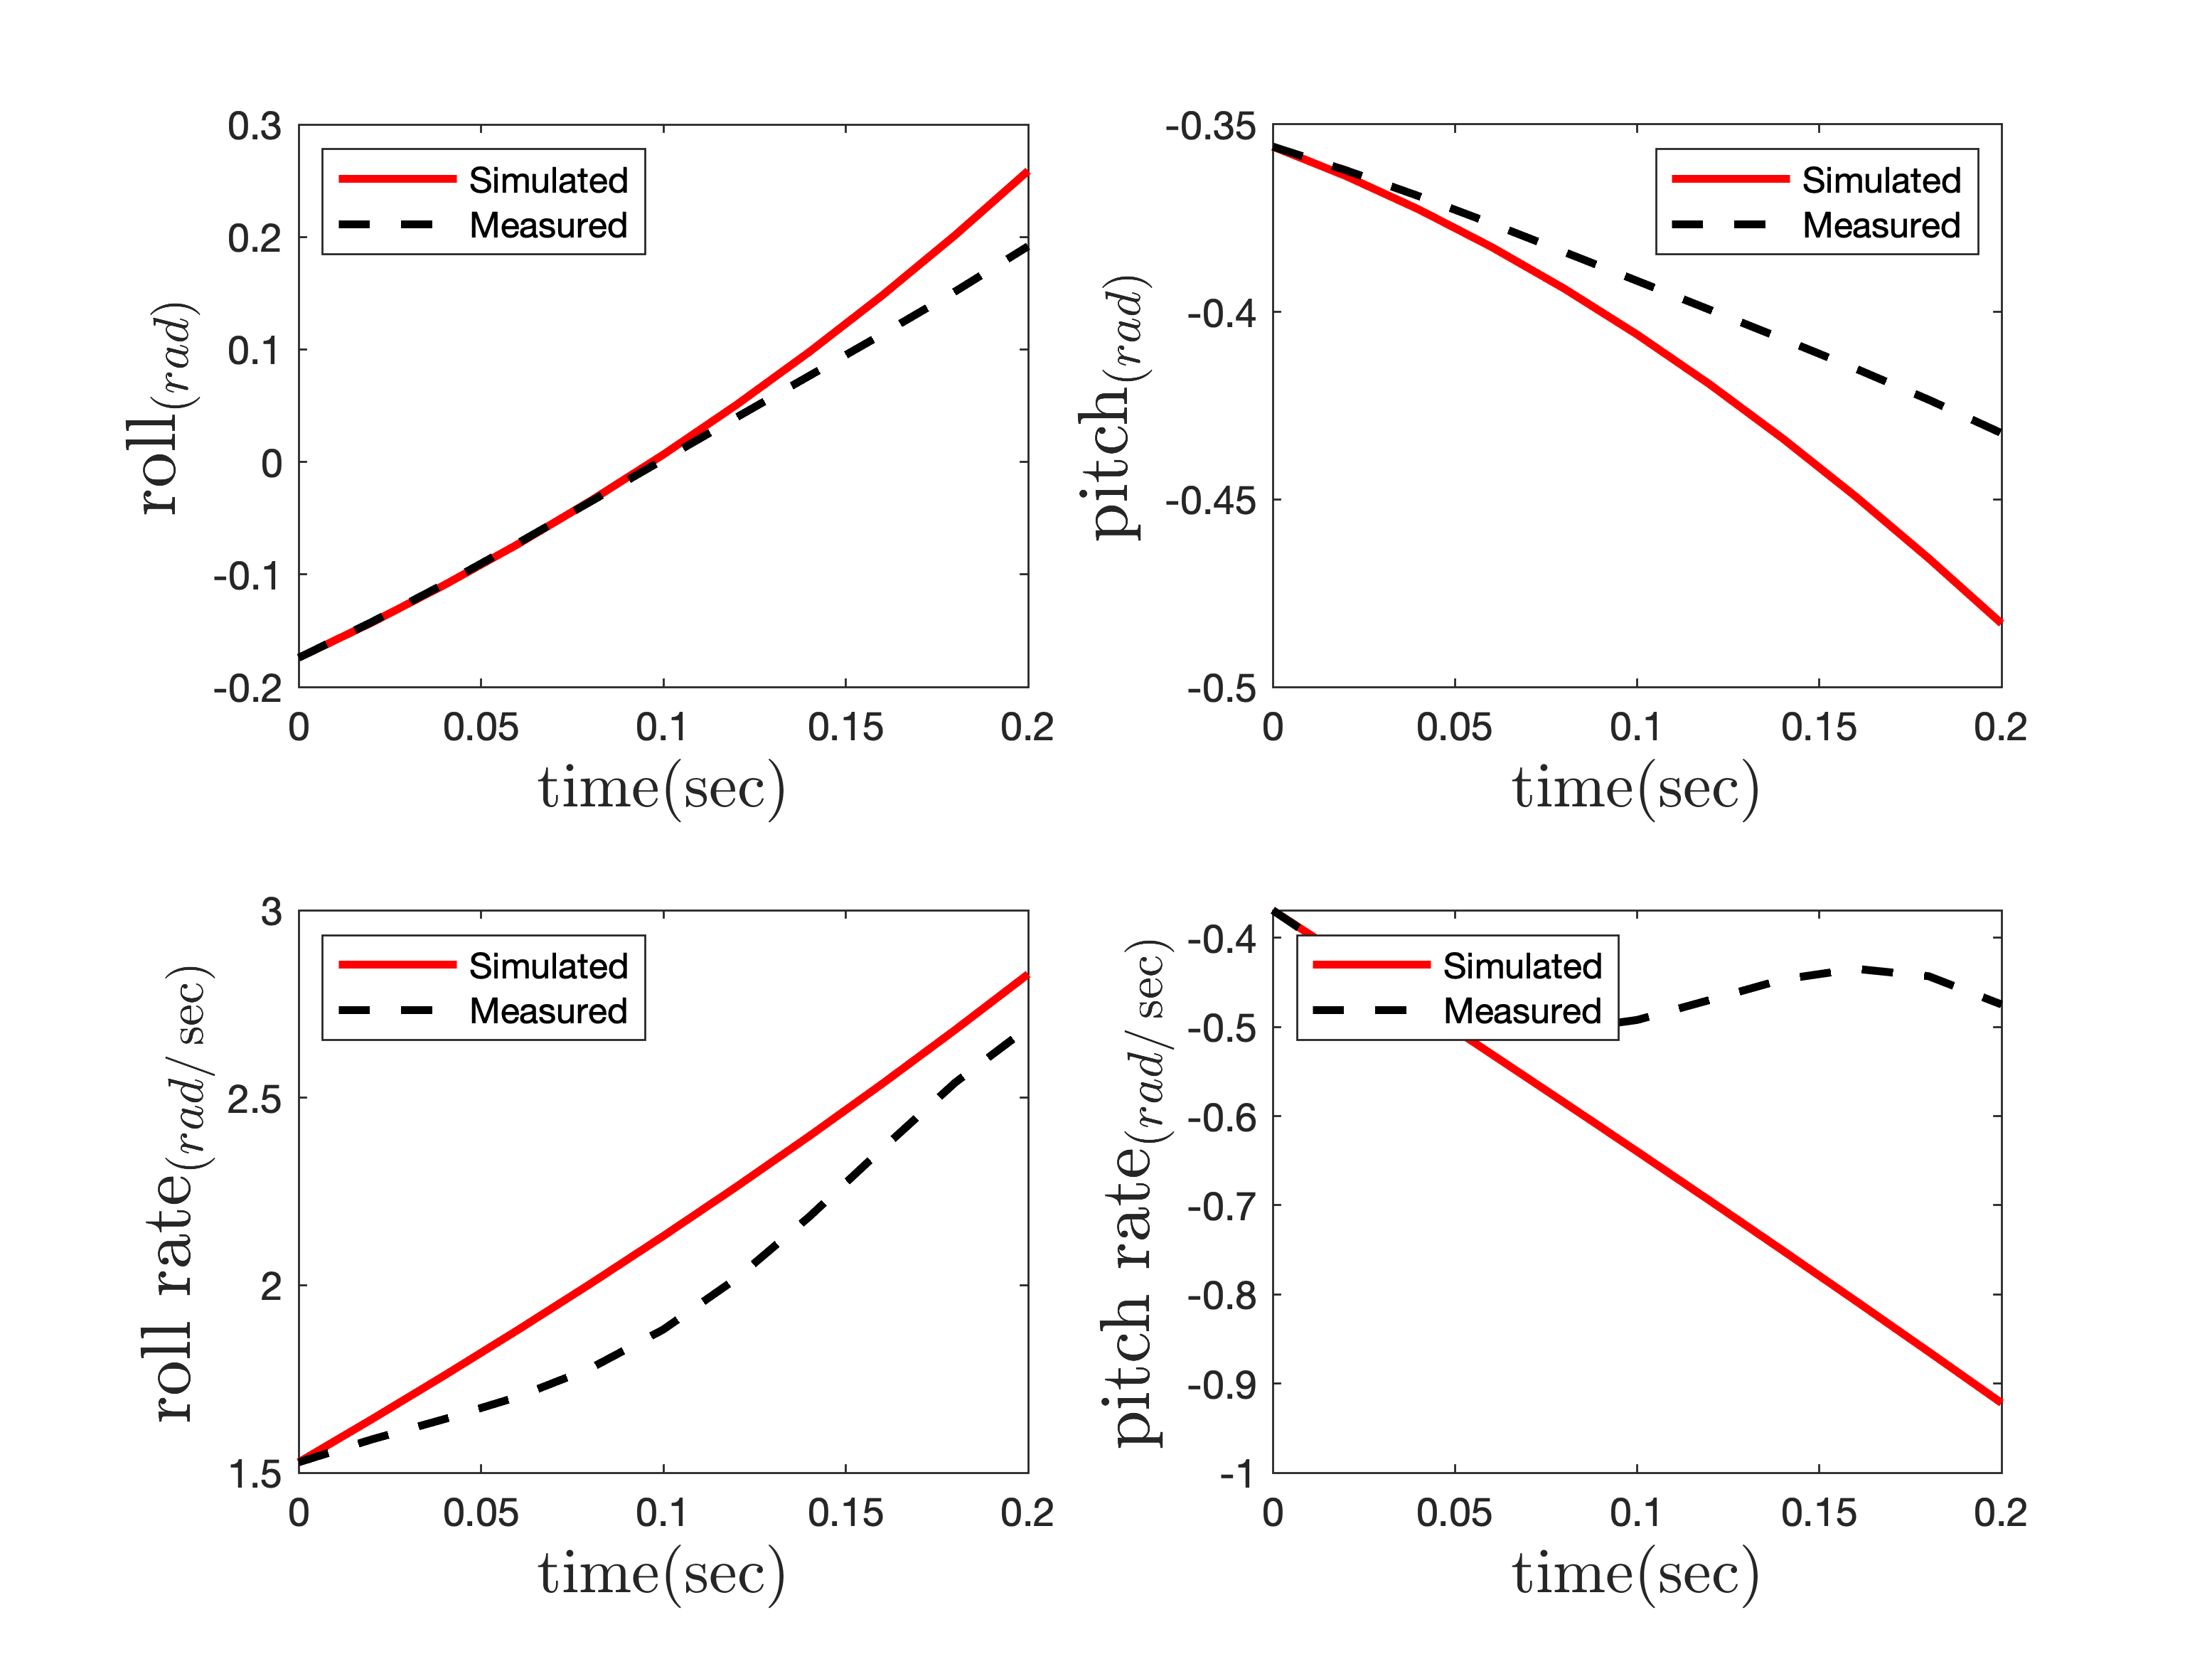 0.3
0.2
0.1
0
-0.1
-0.2
roll(rad)
Simulated
Measured
0 0.05 0.1 0.15 0.2
time(sec)
-0.35
-0.4
-0.45
-0.5
pitch(rad)
Simulated
Measured
0 0.05 0.1 0.15 0.2
time(sec)
3
2.5
2
1.5
roll rate(rad/ sec)
Simulated
Measured
0 0.05 0.1 0.15 0.2
time(sec)
-0.4
-0.5
-0.6
-0.7
-0.8
-0.9
-1
pitch rate(rad/ sec)
Simulated
Measured
0 0.05 0.1 0.15 0.2
time(sec)